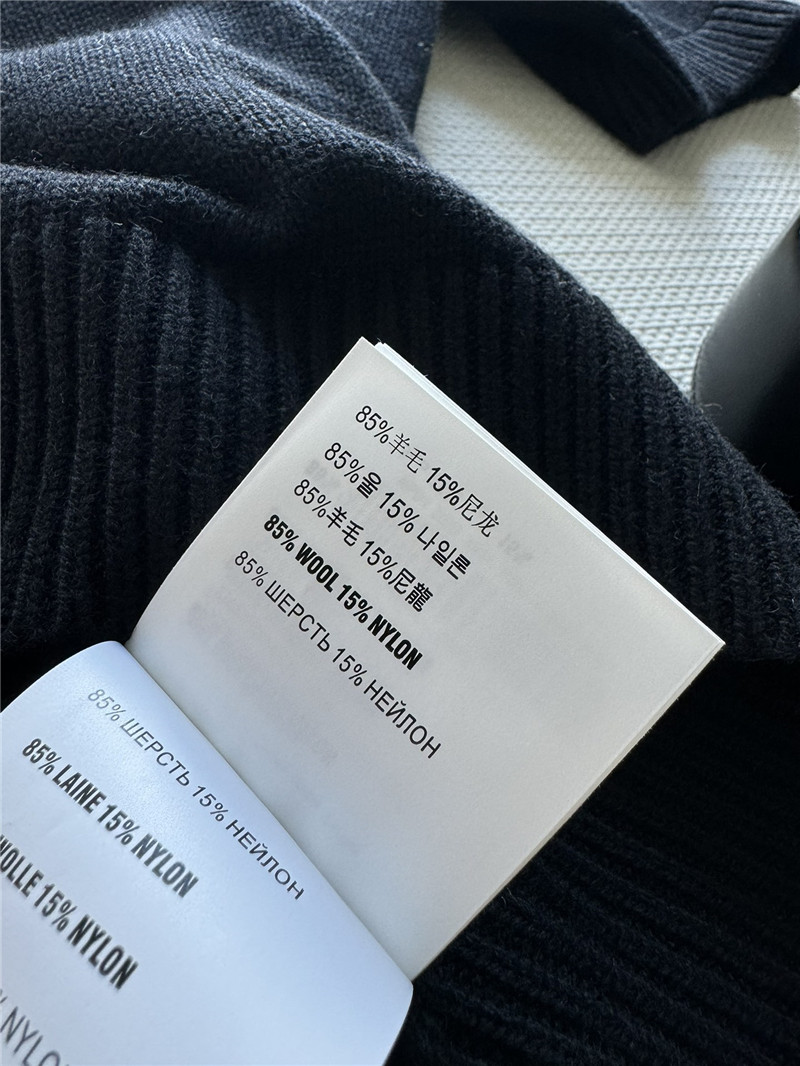 85%羊毛 15%尼龙
85%울 15% 나일론
85%羊毛 15%尼龍
85% WOOL 15% NYLON
85% ШЕРСТЬ 15% НЕЙЛОН
85% ШЕРСТЬ 15% НЕЙЛОН
85% LAINE 15% NYLON
15% NYLON